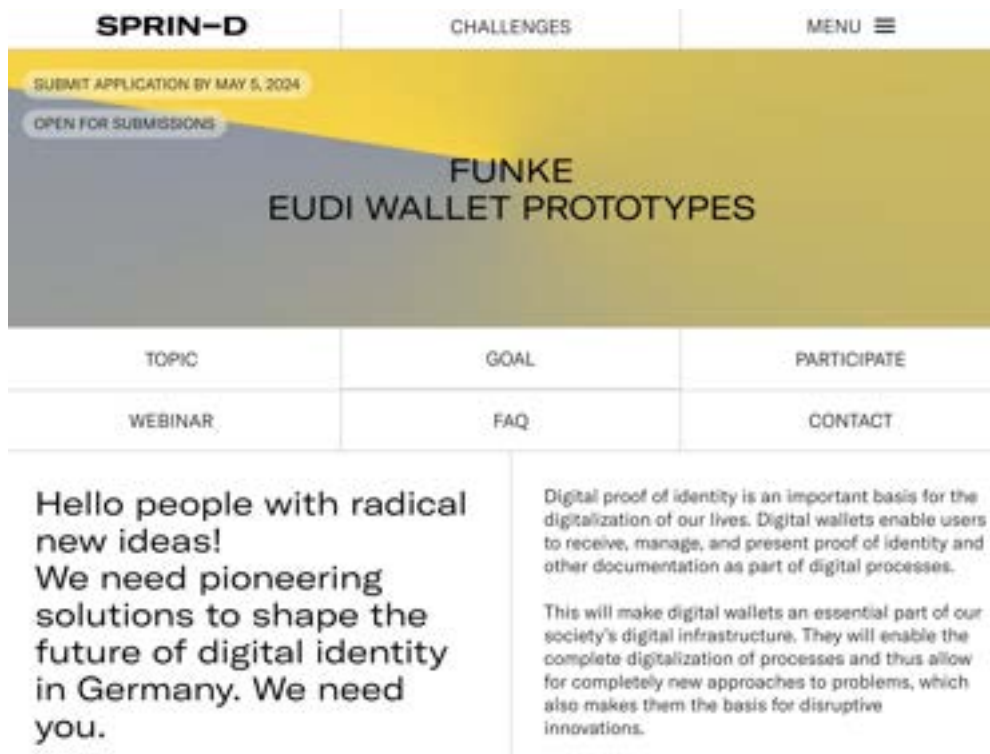 SPRIN–D
CHALLENGES
MENU
SUBMIT APPLICATION BY MAY 5, 2024
OPEN FOR SUBMISSIONS
FUNKE
EUDI WALLET PROTOTYPES
TOPIC
GOAL
PARTICIPATE
WEBINAR
FAQ
CONTACT
Hello people with radical
new ideas!
We need pioneering
solutions to shape the
future of digital identity
in Germany. We need
you.
Digital proof of identity is an important basis for the
digitalization of our lives. Digital wallets enable users
to receive, manage, and present proof of identity and
other documentation as part of digital processes.
This will make digital wallets an essential part of our
society's digital infrastructure. They will enable the
complete digitalization of processes and thus allow
for completely new approaches to problems, which
also makes them the basis for disruptive
innovations.